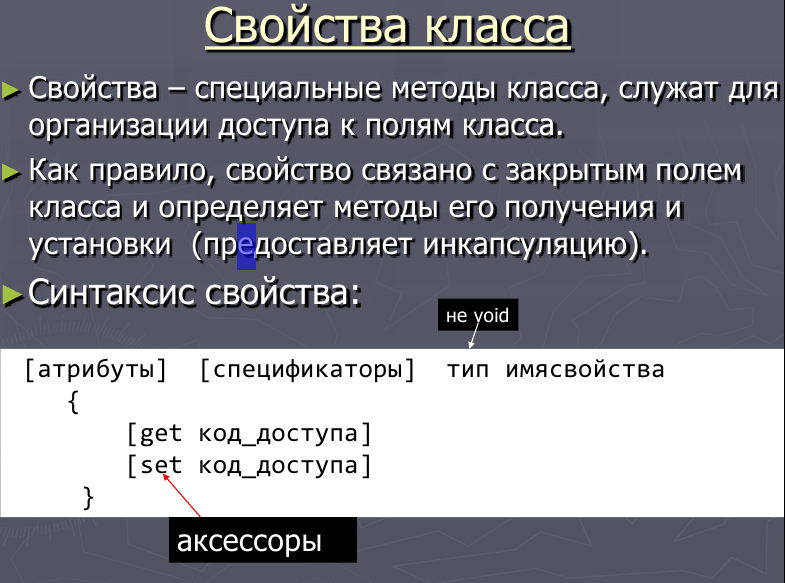 Свойства класса
► Свойства – специальные методы класса, служат для
организации доступа к полям класса.
► Как правило, свойство связано с закрытым полем
класса и определяет методы его получения и
установки (предоставляет инкапсуляцию).
► Синтаксис свойства:
не void
[атрибуты] [спецификаторы] тип имясвойства
{
[get код_доступа]
[set код_доступа]
}
аксессоры